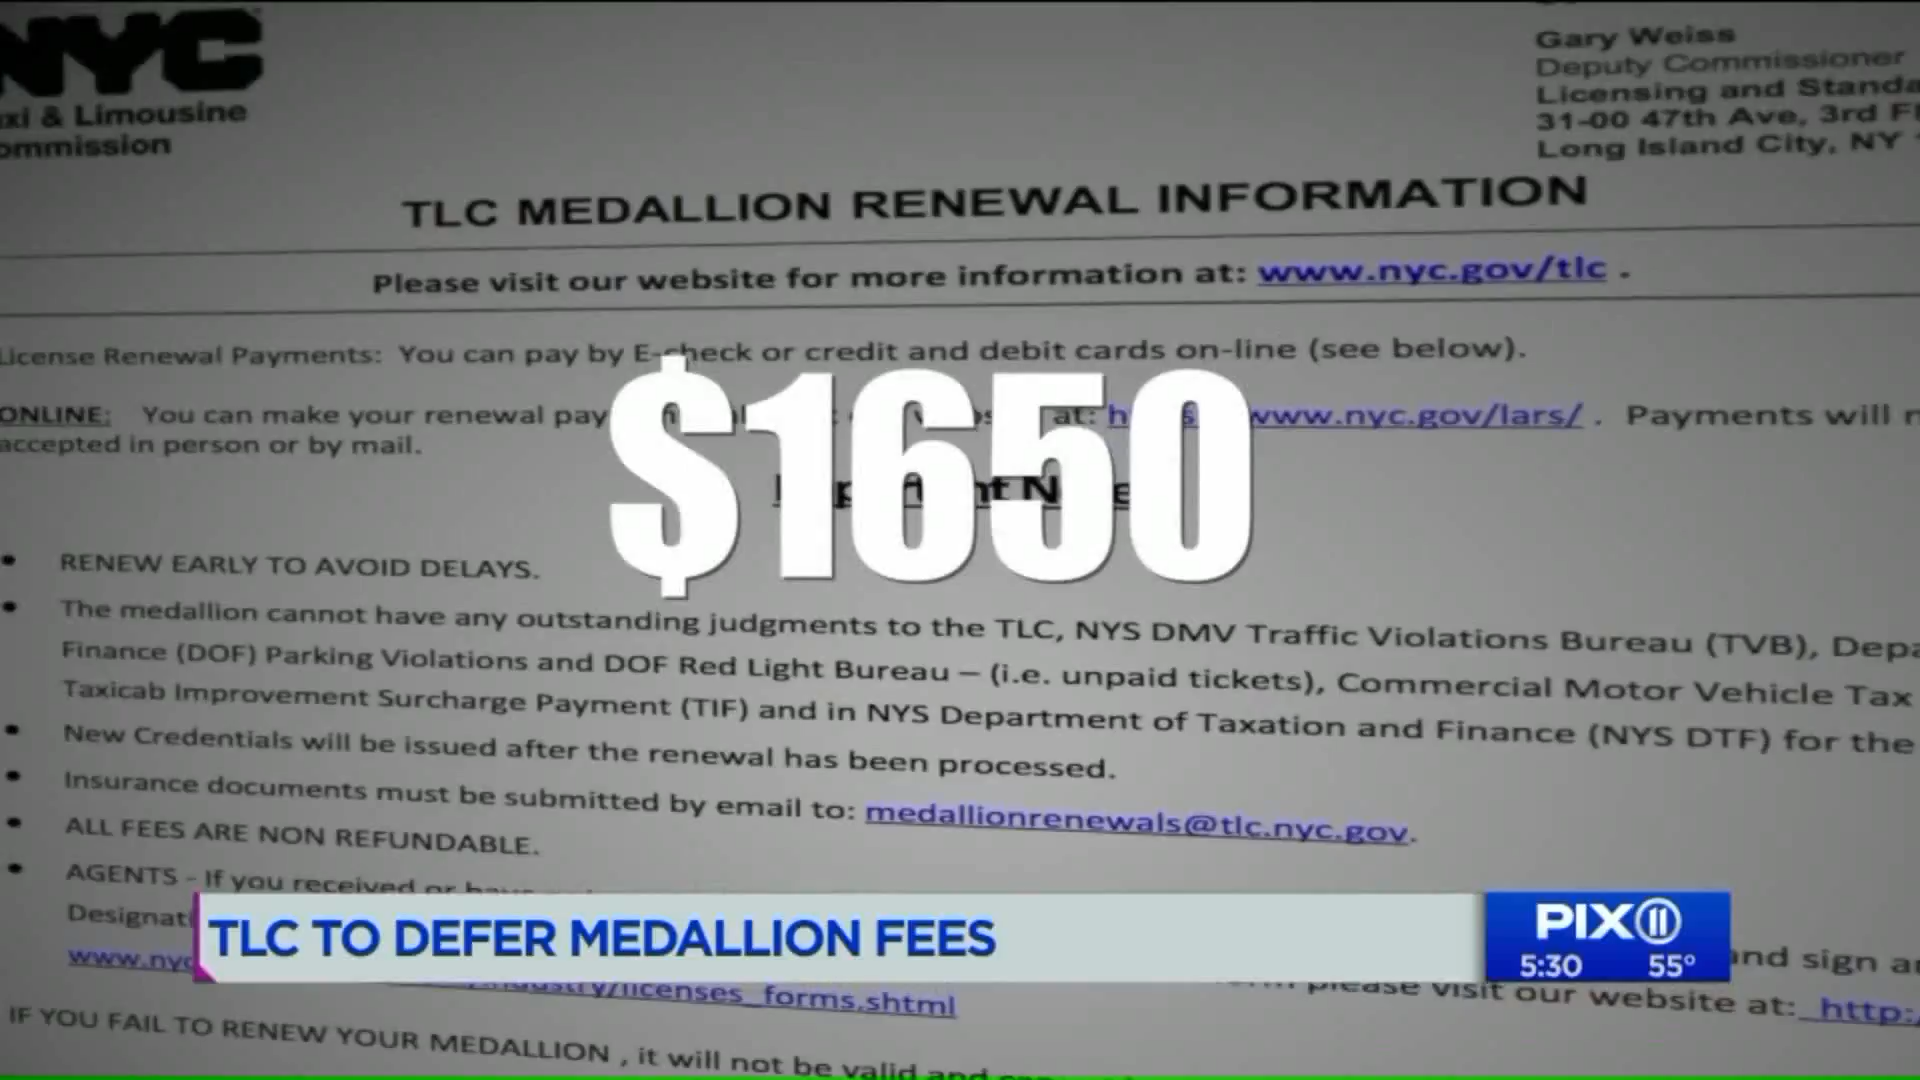 NYC
& Limousine
Gary Weiss
Deputy Commissioner
Licensing and
31-00 47th Ave, 3rd
Long Island City, NY
TLC MEDALLION RENEWAL INFORMATION
Please visit our website for more information at: www.nyc.gov/tlc .
License Renewal Payments: You can pay by E-check or credit and debit cards on-line (see below).
$1650
ONLINE: You can make your renewal at: www.nyc.gov/lars/ . Payments will
accepted in person or by mail.
• RENEW EARLY TO AVOID DELAYS.
• The medallion cannot have any outstanding judgments to the TLC, NYS DMV Traffic Violations Bureau (TVB),
Finance (DOF) Parking Violations and DOF Red Light Bureau – (i.e. unpaid tickets), Commercial Motor Vehicle Tax
Taxicab Improvement Surcharge Payment (TIF) and in NYS Department of Taxation and Finance (NYS DTF) for the
• New Credentials will be issued after the renewal has been processed.
• Insurance documents must be submitted by email to: medallionrenewals@tlc.nyc.gov.
• ALL FEES ARE NON REFUNDABLE.
• AGENTS - If you received or
and sign
please visit our website at: http:
licenses_forms.shtml
IF YOU FAIL TO RENEW YOUR MEDALLION , it will not be valid and
TLC TO DEFER MEDALLION FEES
PIX11
5:30 55°